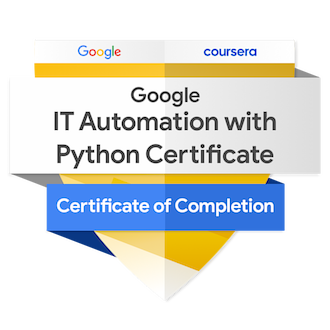 Google coursera
Google
IT Automation with
Python Certificate
Certificate of Completion